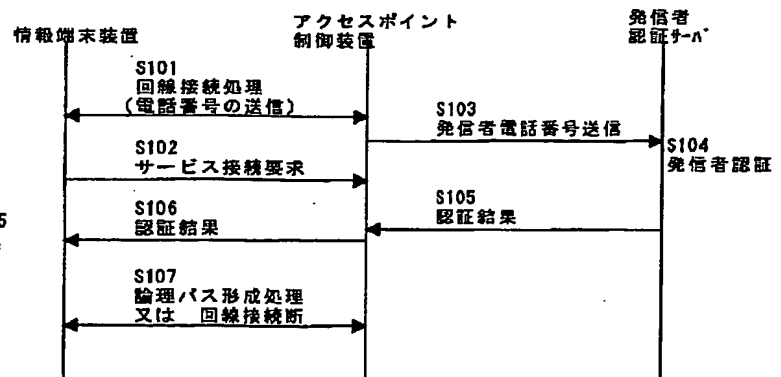 情報端末装置
アクセスポイント
制御装置
発信者
認証サーバ
S101
回線接続処理
(電話番号の送信)
S103
発信者電話番号送信
S104
発信者認証
S102
サービス接続要求
S105
認証結果
S106
認証結果
5
S107
論理パス形成処理
又は 回線接続断